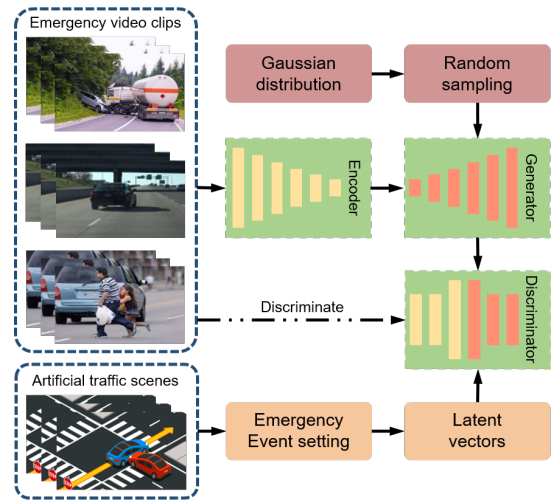 Emergency video clips
Gaussian
distribution
Random
sampling
Encoder
Generator
Discriminate
Discriminator
Artificial traffic scenes
Emergency
Event setting
Latent
vectors